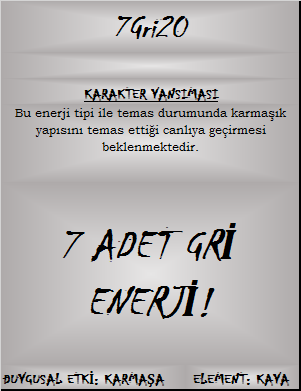 7Gri20
KARAKTER YANSIMASI
Bu enerji tipi ile temas durumunda karmaşık
yapısını temas ettiği canlıya geçirmesi
beklenmektedir.
7 ADET GRİ
ENERJİ!
DUYGUSAL ETKİ: KARMAŞA ELEMENT: KAYA